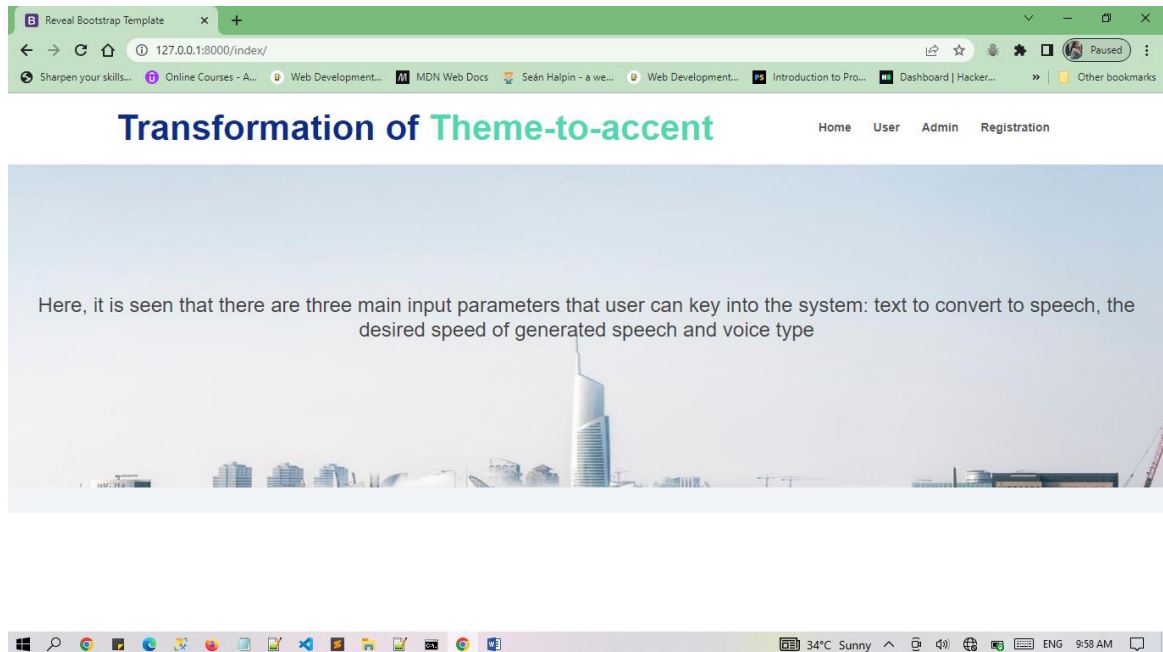 Reveal Bootstrap Template
127.0.0.1:8000/index/
Paused
Sharpen your skills...
Online Courses - A...
Web Development...
MDN Web Docs
Seán Halpin - a we...
Web Development...
Introduction to Pro...
Dashboard | Hacker...
Other bookmarks
Transformation of Theme-to-accent
Home User Admin Registration
Here, it is seen that there are three main input parameters that user can key into the system: text to convert to speech, the
desired speed of generated speech and voice type
34°C Sunny
ENG
9:58 AM